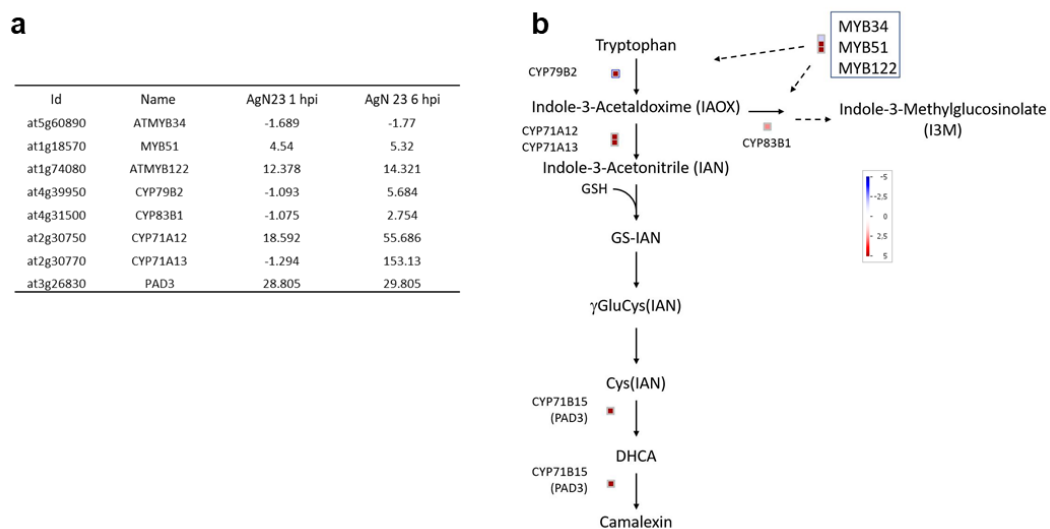 a
Id Name AgN23 1 hpi AgN 23 6 hpi
at5g60890 ATMYB34 -1.689 -1.77
at1g18570 MYB51 4.54 5.32
at1g74080 ATMYB122 12.378 14.321
at4g39950 CYP79B2 -1.093 5.684
at4g31500 CYP83B1 -1.075 2.754
at2g30750 CYP71A12 18.592 55.686
at2g30770 CYP71A13 -1.294 153.13
at3g26830 PAD3 28.805 29.805
b
MYB34
MYB51
MYB122
Tryptophan
CYP79B2
Indole-3-Acetaldoxime (IAOX)
Indole-3-Methylglucosinolate
(I3M)
CYP83B1
CYP71A12
CYP71A13
Indole-3-Acetonitrile (IAN)
GSH
-5
-2.5
0
2.5
5
GS-IAN
γGluCys(IAN)
Cys(IAN)
CYP71B15
(PAD3)
DHCA
CYP71B15
(PAD3)
Camalexin